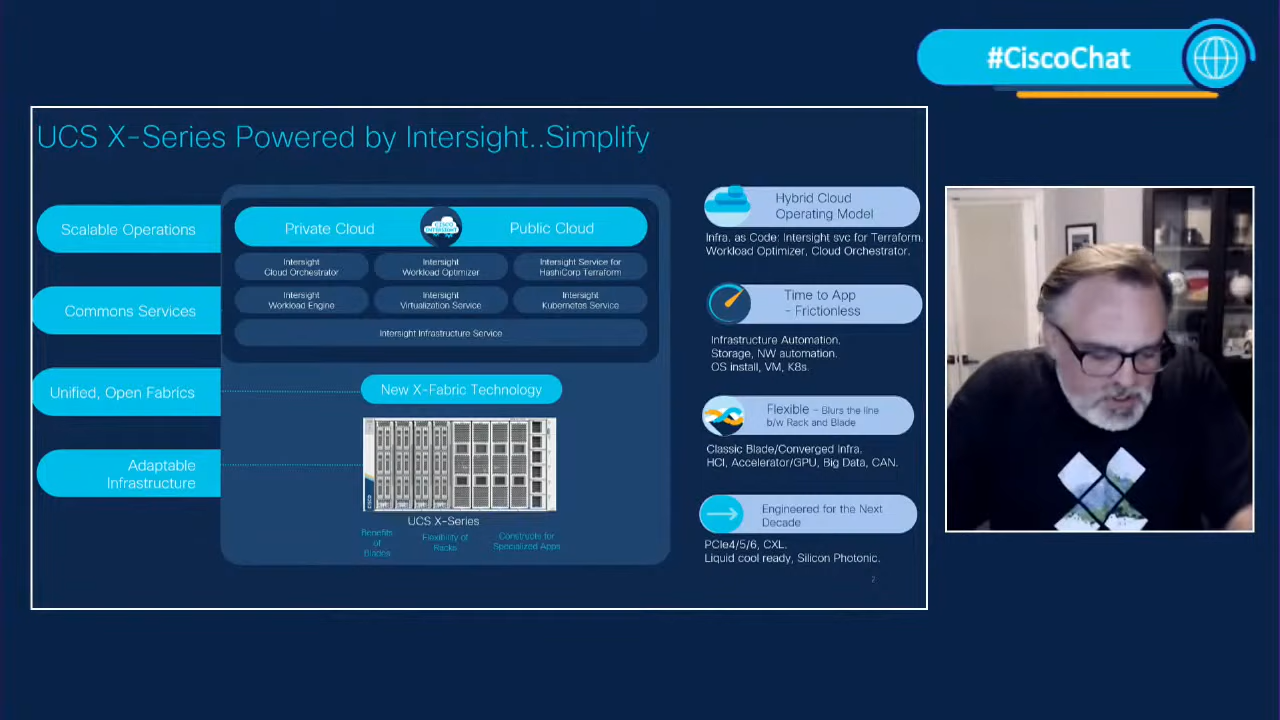 #CiscoChat
UCS X-Series Powered by Intersight..Simplify
Scalable Operations
Commons Services
Unified, Open Fabrics
Adaptable
Infrastructure
Private Cloud
Public Cloud
Intersight
Cloud Orchestrator
Intersight
Workload Optimizer
Intersight Service for
HashiCorp Terraform
Intersight
Workload Engine
Intersight
Virtualization Service
Intersight
Kubernetes Service
Intersight Infrastructure Service
New X-Fabric Technology
UCS X-Series
Benefits
of
Blades
Flexibility of
Racks
Constructs for
Specialized Apps
Hybrid Cloud
Operating Model
Infra. as Code: Intersight svc for Terraform.
Workload Optimizer, Cloud Orchestrator.
Time to App
- Frictionless
Infrastructure Automation.
Storage, NW automation.
OS install, VM, K8s.
Flexible – Blurs the line
b/w Rack and Blade
Classic Blade/Converged Infra.
HCI, Accelerator/GPU, Big Data, CAN.
Engineered for the Next
Decade
PCIe4/5/6, CXL.
Liquid cool ready, Silicon Photonic.
2